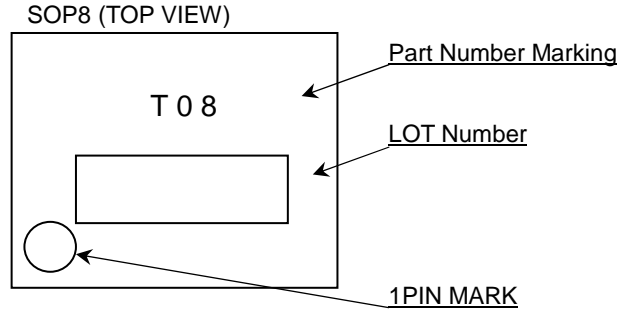 SOP8 (TOP VIEW)
Part Number Marking
T 0 8
LOT Number
1PIN MARK